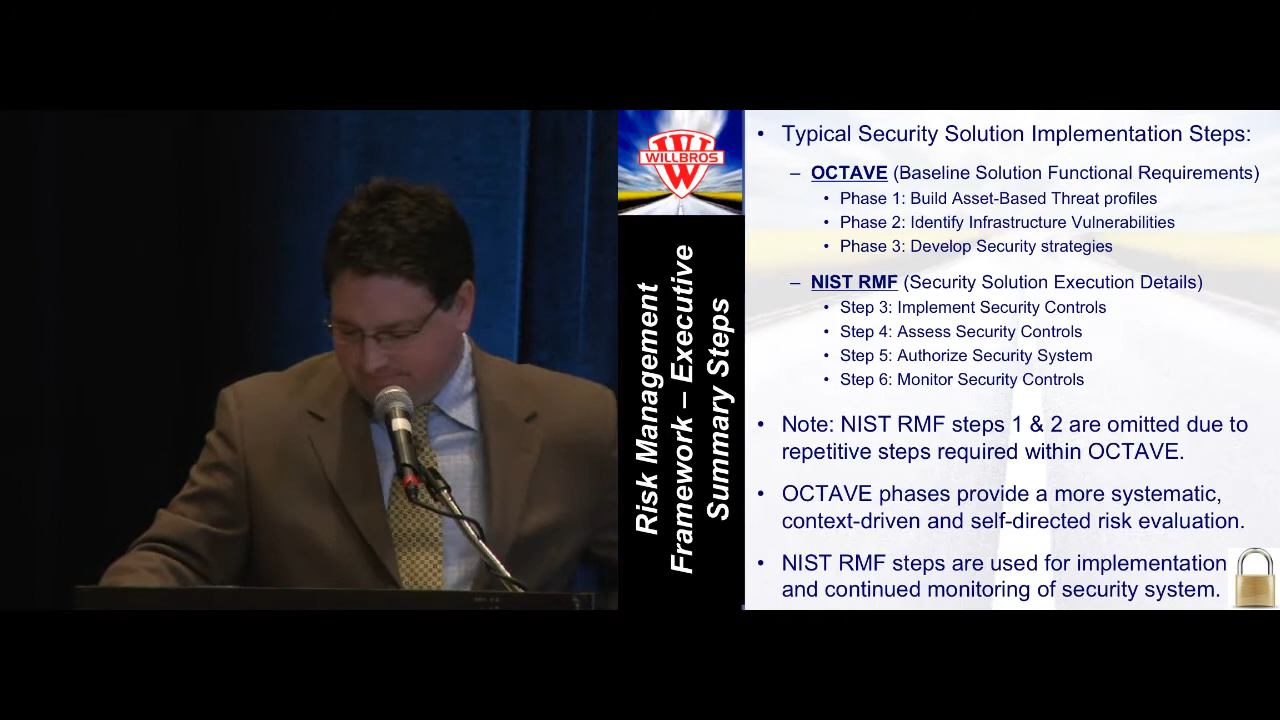 WILLBROS
Risk Management
Framework – Executive
Summary Steps
• Typical Security Solution Implementation Steps:
– OCTAVE (Baseline Solution Functional Requirements)
• Phase 1: Build Asset-Based Threat profiles
• Phase 2: Identify Infrastructure Vulnerabilities
• Phase 3: Develop Security strategies
– NIST RMF (Security Solution Execution Details)
• Step 3: Implement Security Controls
• Step 4: Assess Security Controls
• Step 5: Authorize Security System
• Step 6: Monitor Security Controls
• Note: NIST RMF steps 1 & 2 are omitted due to
repetitive steps required within OCTAVE.
• OCTAVE phases provide a more systematic,
context-driven and self-directed risk evaluation.
• NIST RMF steps are used for implementation
and continued monitoring of security system.